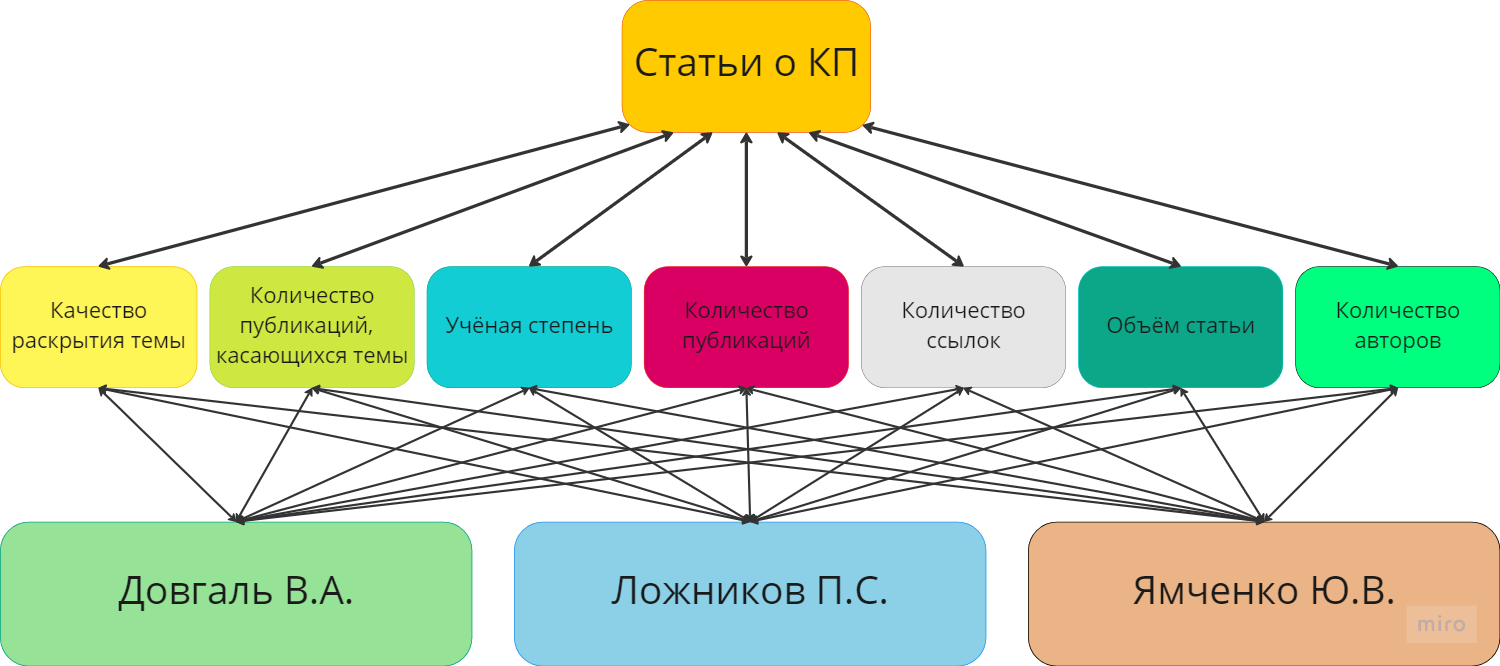 Статьи о КП
Качество
раскрытия темы
Количество
публикаций,
касающихся темы
Учёная степень
Количество
публикаций
Количество
ссылок
Объём статьи
Количество
авторов
Довгаль В.А.
Ложников П.С.
Ямченко Ю.В.
miro